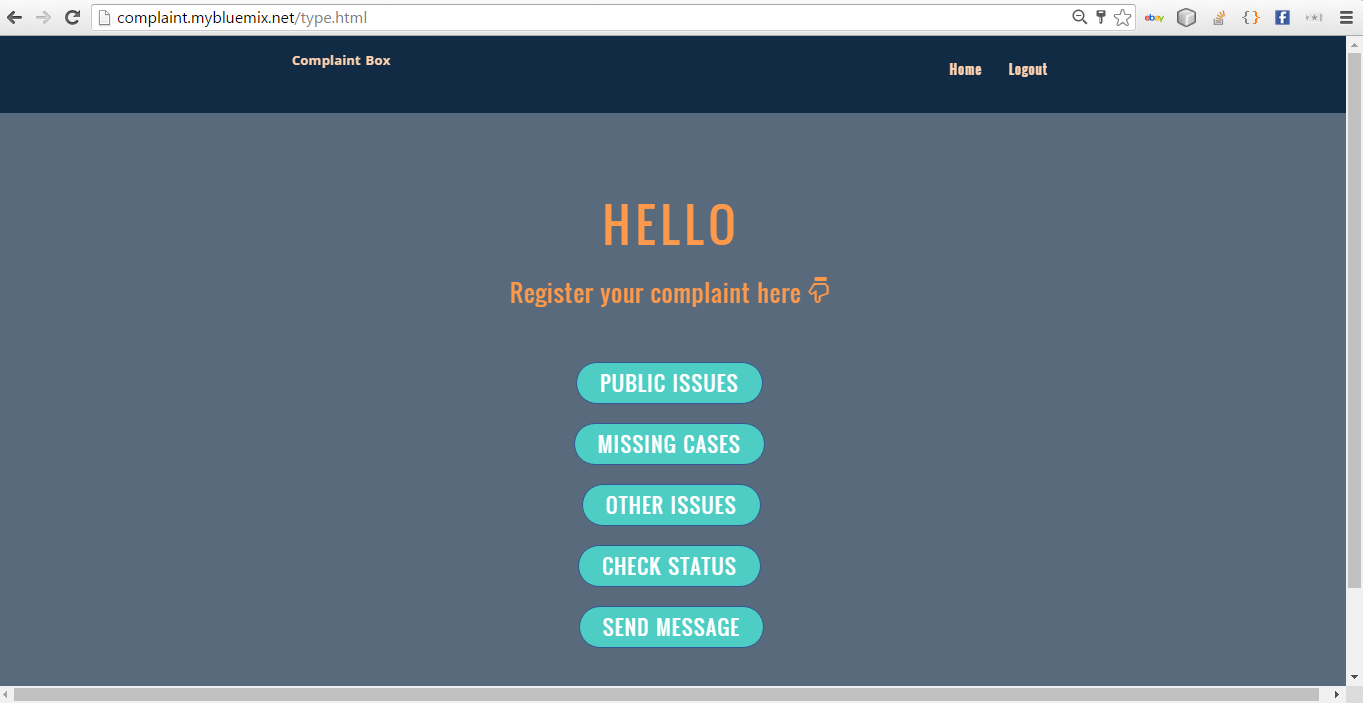 complaint.mybluemix.net/type.html
ebay
Complaint Box
Home Logout
HELLO
Register your complaint here
PUBLIC ISSUES
MISSING CASES
OTHER ISSUES
CHECK STATUS
SEND MESSAGE